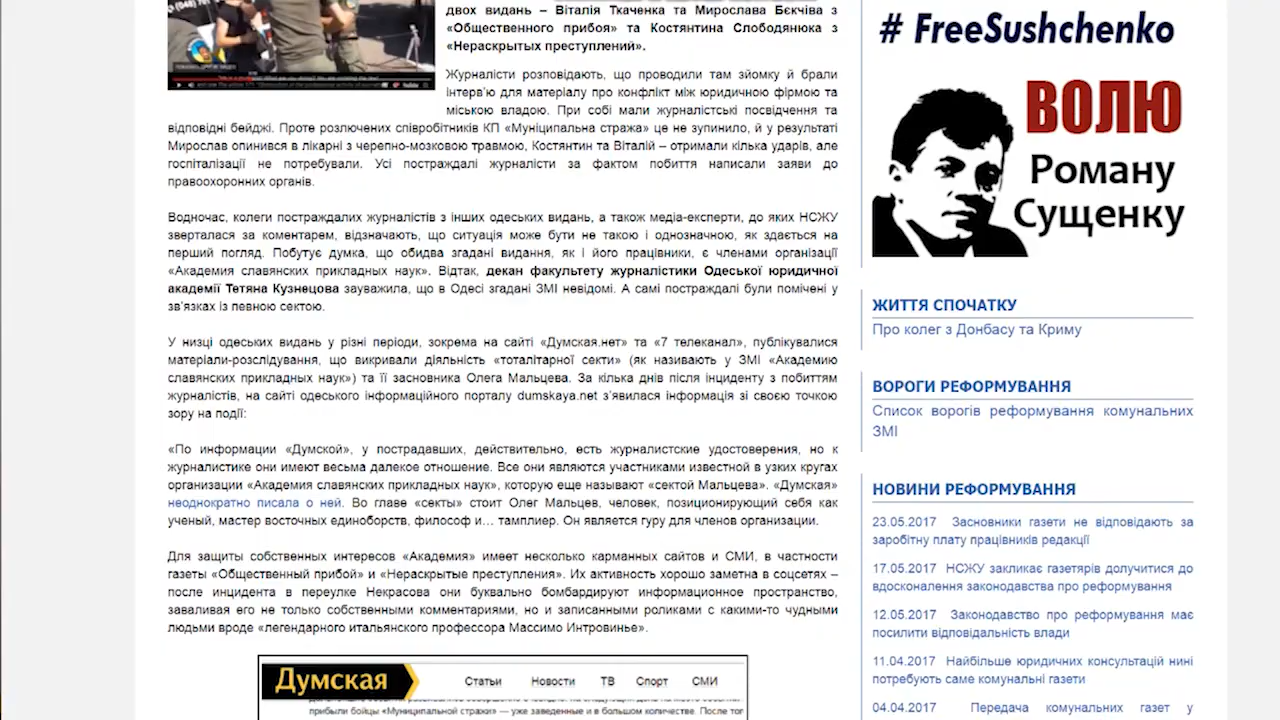 двох видань – Віталія Ткаченка та Мирослава Бєкчіва з
«Общественного прибоя» та Костянтина Слободянюка з
«Нераскрытых преступлений».
Журналісти розповідають, що проводили там зйомку й брали
інтерв'ю для матеріалу про конфлікт між юридичною фірмою та
міською владою. При собі мали журналістські посвідчення та
відповідні бейджі. Проте розлючених співробітників КП «Муніципальна стража» це не зупинило, й у результаті
Мирослав опинився в лікарні з черепно-мозковою травмою, Костянтин та Віталій – отримали кілька ударів, але
госпіталізації не потребували. Усі постраждалі журналісти за фактом побиття написали заяви до
правоохоронних органів.
Водночас, колеги постраждалих журналістів з інших одеських видань, а також медіа-експерти, до яких НСЖУ
зверталася за коментарем, відзначають, що ситуація може бути не такою і однозначною, як здається на
перший погляд. Побутує думка, що обидва згадані видання, як і його працівники, є членами організації
«Академия славянских прикладных наук». Відтак, декан факультету журналістики Одеської юридичної
академії Тетяна Кузнецова зауважила, що в Одесі згадані ЗМІ невідомі. А самі постраждалі були помічені у
зв'язках із певною сектою.
У низці одеських видань у різні періоди, зокрема на сайті «Думская.нет» та «7 телеканал», публікувалися
матеріали-розслідування, що викривали діяльність «тоталітарної секти» (як називають у ЗМІ «Академию
славянских прикладных наук») та її засновника Олега Мальцева. За кілька днів після інциденту з побиттям
журналістів, на сайті одеського інформаційного порталу dumskaya.net з'явилася інформація зі своєю точкою
зору на події:
«По информации «Думской», у пострадавших, действительно, есть журналистские удостоверения, но к
журналистике они имеют весьма далекое отношение. Все они являются участниками известной в узких кругах
организации «Академия славянских прикладных наук», которую еще называют «сектой Мальцева». «Думская»
неоднократно писала о ней. Во главе «секты» стоит Олег Мальцев, человек, позиционирующий себя как
ученый, мастер восточных единоборств, философ и… тамплиер. Он является гуру для членов организации.
Для защиты собственных интересов «Академия» имеет несколько карманных сайтов и СМИ, в частности
газеты «Общественный прибой» и «Нераскрытые преступления». Их активность хорошо заметна в соцсетях –
после инцидента в переулке Некрасова они буквально бомбардируют информационное пространство,
заваливая его не только собственными комментариями, но и записанными роликами с какими-то чудными
людьми вроде «легендарного итальянского профессора Массимо Интровинье».
Думская
Статьи Новости ТВ Спорт СМИ
прибыли бойцы «Муниципальной стражи» — уже заведенные и в большом количестве. После тог
# FreeSushchenko
ВОЛЮ
Роману
Сущенку
ЖИТТЯ СПОЧАТКУ
Про колег з Донбасу та Криму
ВОРОГИ РЕФОРМУВАННЯ
Список ворогів реформування комунальних
ЗМІ
НОВИНИ РЕФОРМУВАННЯ
23.05.2017 Засновники газети не відповідають за
заробітну плату працівників редакції
17.05.2017 НСЖУ закликає газетярів долучитися до
вдосконалення законодавства про реформування
12.05.2017 Законодавство про реформування має
посилити відповідальність влади
11.04.2017 Найбільше юридичних консультацій нині
потребують саме комунальні газети
04.04.2017 Передача комунальних газет у